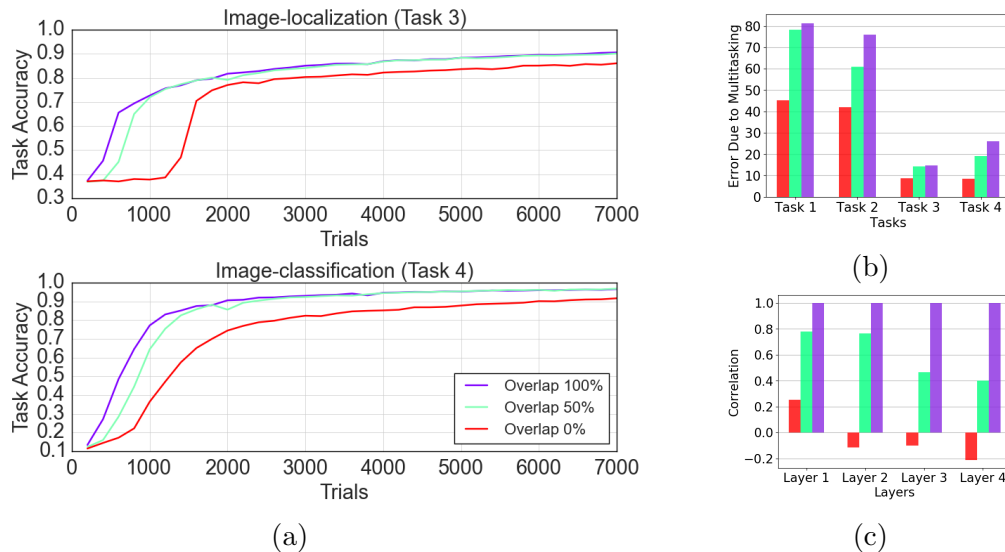 Image-localization (Task 3)
1.0
0.9
0.8
0.7
0.6
0.5
0.4
0.3
Task Accuracy
0 1000 2000 3000 4000 5000 6000 7000
Trials
Image-classification (Task 4)
1.0
0.9
0.8
0.7
0.6
0.5
0.4
0.3
0.2
0.1
Task Accuracy
Overlap 100%
Overlap 50%
Overlap 0%
0 1000 2000 3000 4000 5000 6000 7000
Trials
(a)
80
70
60
50
40
30
20
10
0
Error Due to Multitasking
Task 1 Task 2 Task 3 Task 4
Tasks
(b)
1.0
0.8
0.4
0.0
−0.2
Correlation
Layer 1 Layer 2 Layer 3 Layer 4
Layers
(c)